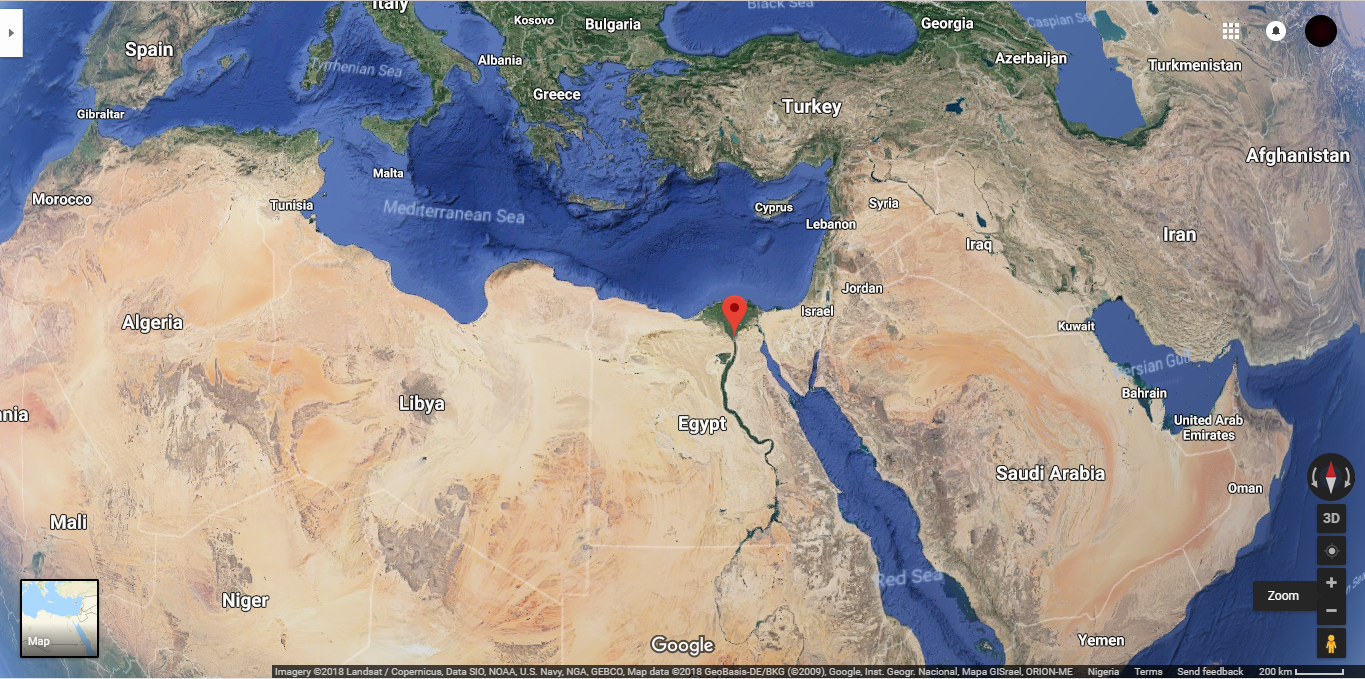 Italy
Kosovo
Bulgaria
Black Sea
Georgia
Caspian Se
Spain
Albania
Azerbaijan
Turkmenistan
Tyrrhenian Sea
Greece
Turkey
Gibraltar
Afghanistan
Malta
Morocco
Tunisia
Mediterranean Sea
Cyprus
Syria
Lebanon
Iran
Iraq
Jordan
Israel
Algeria
Kuwait
Persian Gulf
Bahrain
Libya
ania
Egypt
United Arab
Emirates
Saudi Arabia
Oman
Mali
3D
Red Sea
Niger
Zoom
+
−
Map
Google
Yemen
Imagery ©2018 Landsat / Copernicus, Data SIO, NOAA, U.S. Navy, NGA, GEBCO, Map data ©2018 GeoBasis-DE/BKG (©2009), Google, Inst. Geogr. Nacional, Mapa GISrael, ORION-ME Nigeria Terms Send feedback 200 km